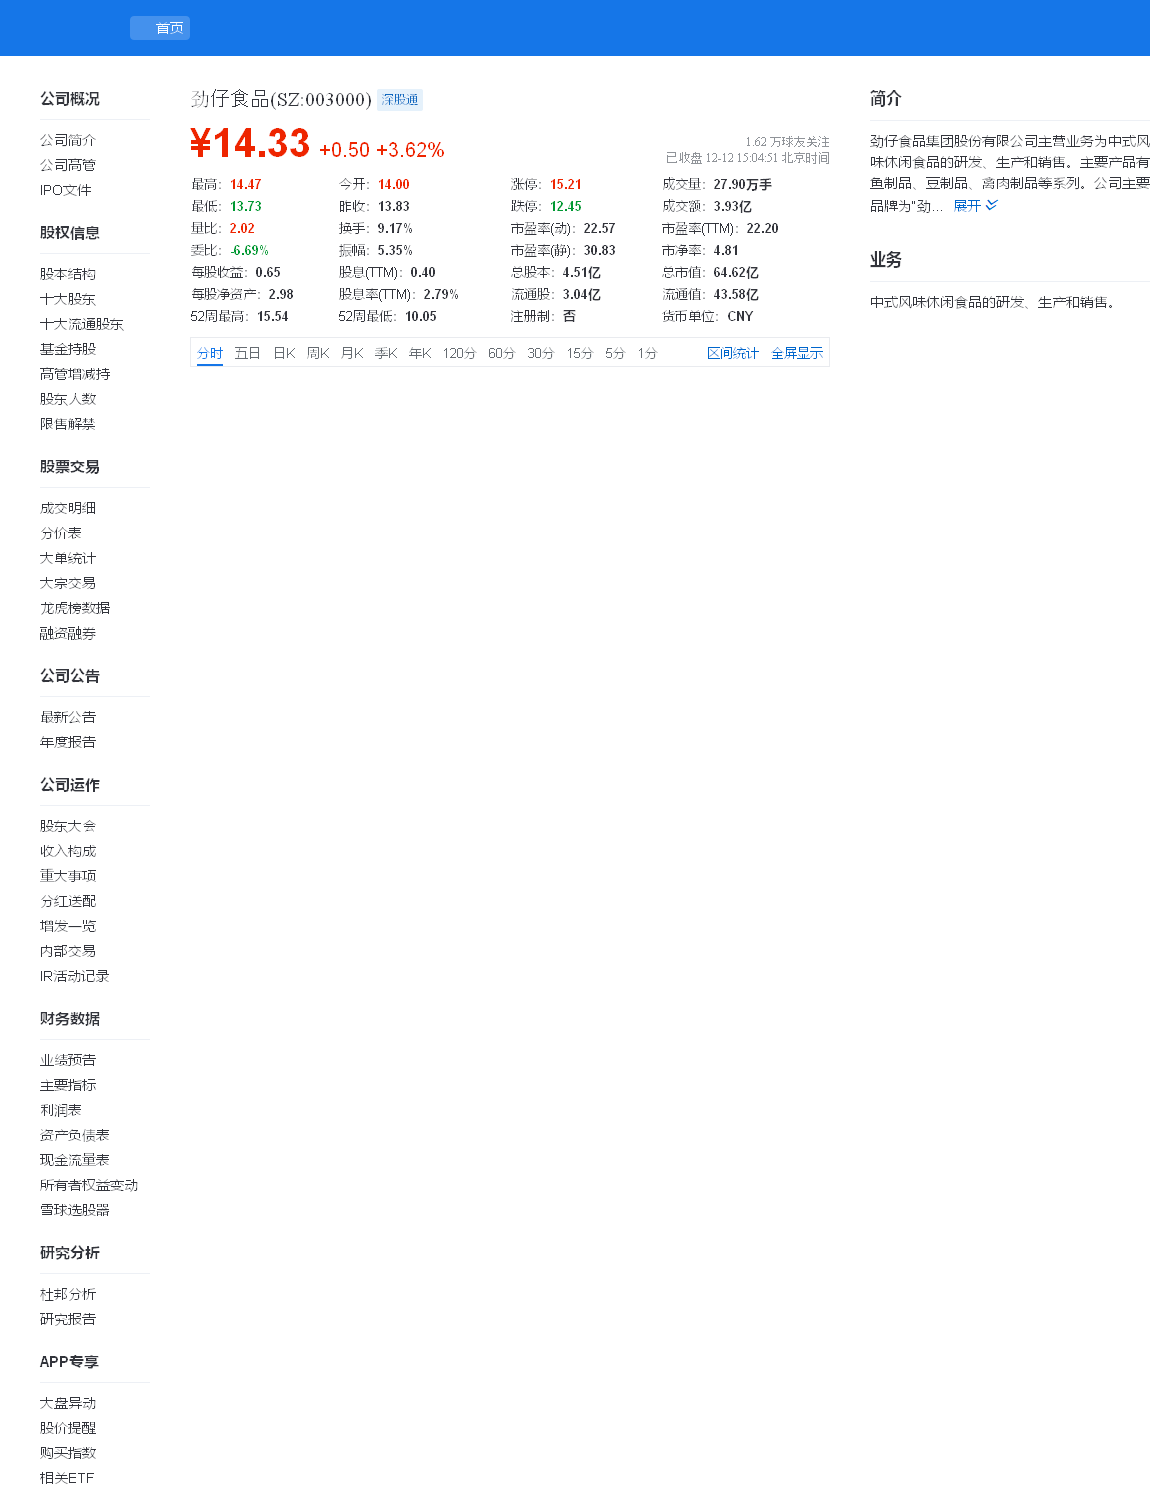 首页
公司概况
公司简介
公司高管
IPO文件
股权信息
股本结构
十大股东
十大流通股东
基金持股
高管增减持
股东人数
限售解禁
股票交易
成交明细
分价表
大单统计
大宗交易
龙虎榜数据
融资融券
公司公告
最新公告
年度报告
公司运作
股东大会
收入构成
重大事项
分红送配
增发一览
内部交易
IR活动记录
财务数据
业绩预告
主要指标
利润表
资产负债表
现金流量表
所有者权益变动
雪球选股器
研究分析
杜邦分析
研究报告
APP专享
大盘异动
股价提醒
购买指数
相关ETF
劲仔食品(SZ:003000) 深股通
¥14.33 +0.50 +3.62%
1.62 万球友关注
已收盘 12-12 15:04:51 北京时间
最高：14.47 今开：14.00 涨停：15.21 成交量：27.90万手
最低：13.73 昨收：13.83 跌停：12.45 成交额：3.93亿
量比：2.02 换手：9.17% 市盈率(动)：22.57 市盈率(TTM)：22.20
委比：-6.69% 振幅：5.35% 市盈率(静)：30.83 市净率：4.81
每股收益：0.65 股息(TTM)：0.40 总股本：4.51亿 总市值：64.62亿
每股净资产：2.98 股息率(TTM)：2.79% 流通股：3.04亿 流通值：43.58亿
52周最高：15.54 52周最低：10.05 注册制：否 货币单位：CNY
分时 五日 日K 周K 月K 季K 年K 120分 60分 30分 15分 5分 1分 区间统计 全屏显示
简介
劲仔食品集团股份有限公司主营业务为中式风
味休闲食品的研发、生产和销售。主要产品有
鱼制品、豆制品、禽肉制品等系列。公司主要
品牌为"劲... 展开
业务
中式风味休闲食品的研发、生产和销售。